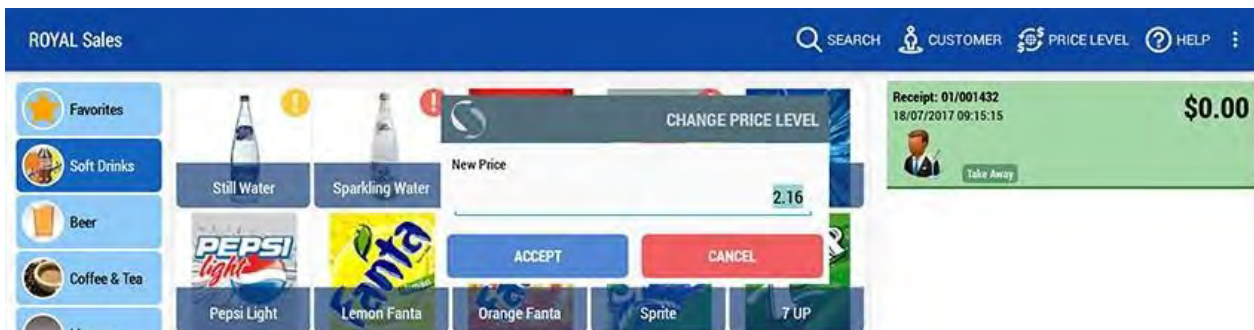 ROYAL Sales
SEARCH
CUSTOMER
PRICE LEVEL
HELP
Favorites
Soft Drinks
Beer
Coffee & Tea
Still Water
Sparkling Water
PEPSI
light
Pepsi Light
Fanta
Lemon Fanta
Orange Fanta
Sprite
7 UP
CHANGE PRICE LEVEL
New Price
2.16
ACCEPT
CANCEL
Receipt: 01/001432
$0.00
18/07/2017 09:15:15
Take Away